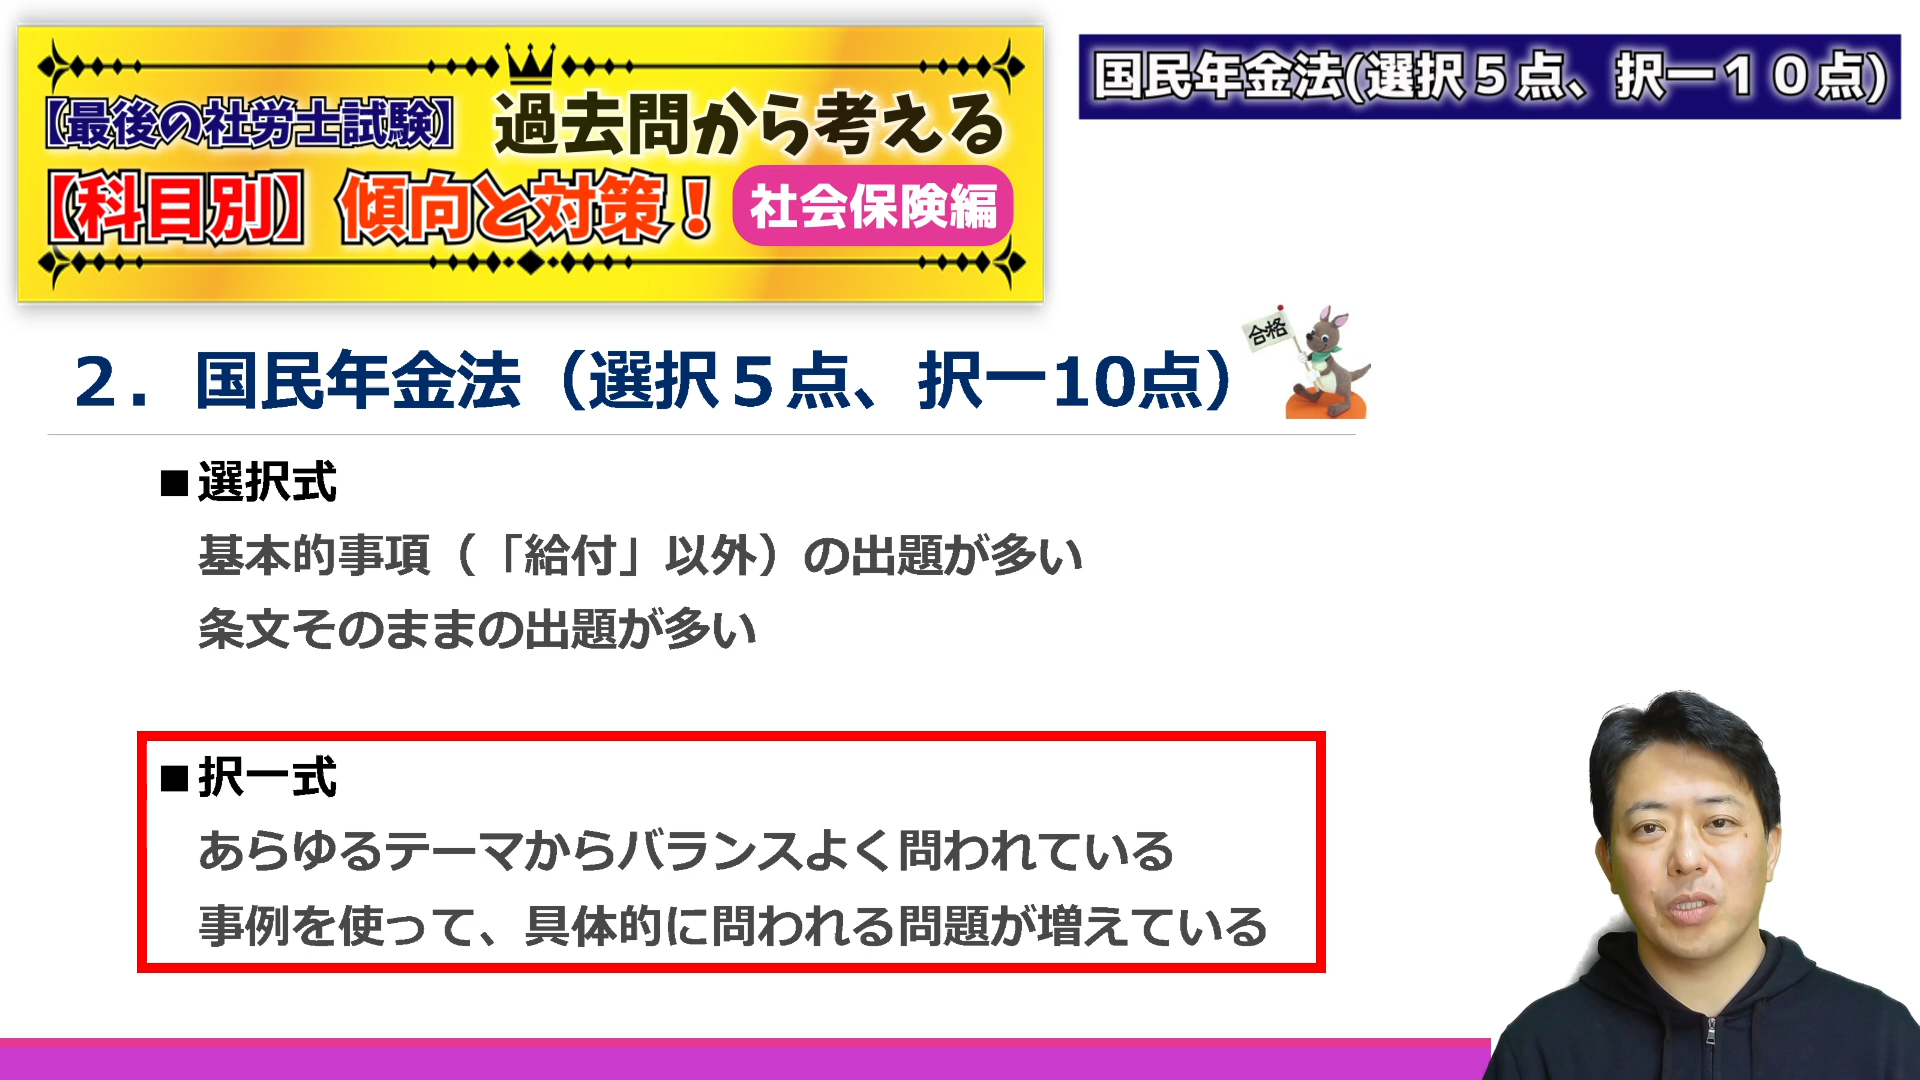 【最後の社労士試験】 過去問から考える
【科目別】 傾向と対策！ 社会保険編
国民年金法(選択５点、択一１０点)
２．国民年金法（選択５点、択一10点）
合格
■選択式
基本的事項（「給付」以外）の出題が多い
条文そのままの出題が多い
■択一式
あらゆるテーマからバランスよく問われている
事例を使って、具体的に問われる問題が増えている